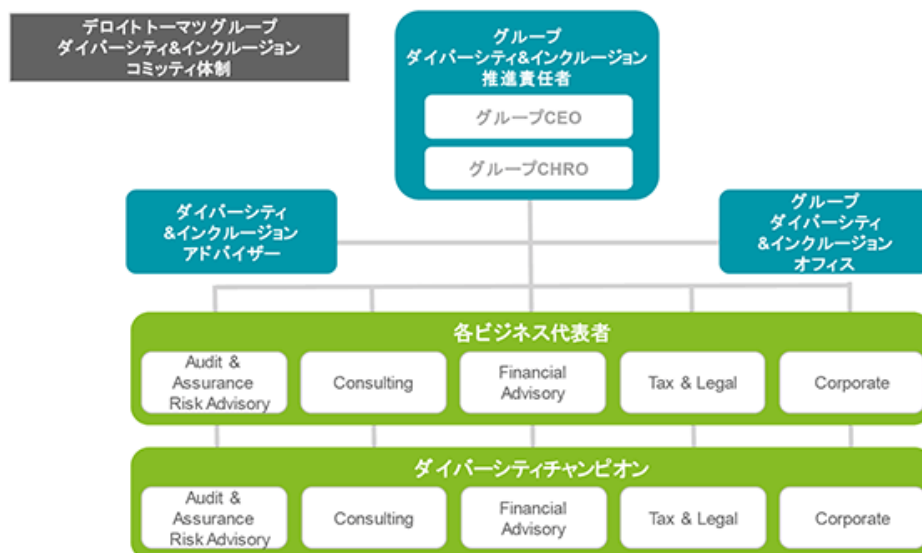 デロイトトーマツ グループ
ダイバーシティ&インクルージョン
コミッティ体制
グループ
ダイバーシティ&インクルージョン
推進責任者
グループCEO
グループCHRO
ダイバーシティ
&インクルージョン
アドバイザー
グループ
ダイバーシティ
&インクルージョン
オフィス
各ビジネス代表者
Audit &
Assurance
Risk Advisory
Consulting
Financial
Advisory
Tax & Legal
Corporate
ダイバーシティチャンピオン
Audit &
Assurance
Risk Advisory
Consulting
Financial
Advisory
Tax & Legal
Corporate